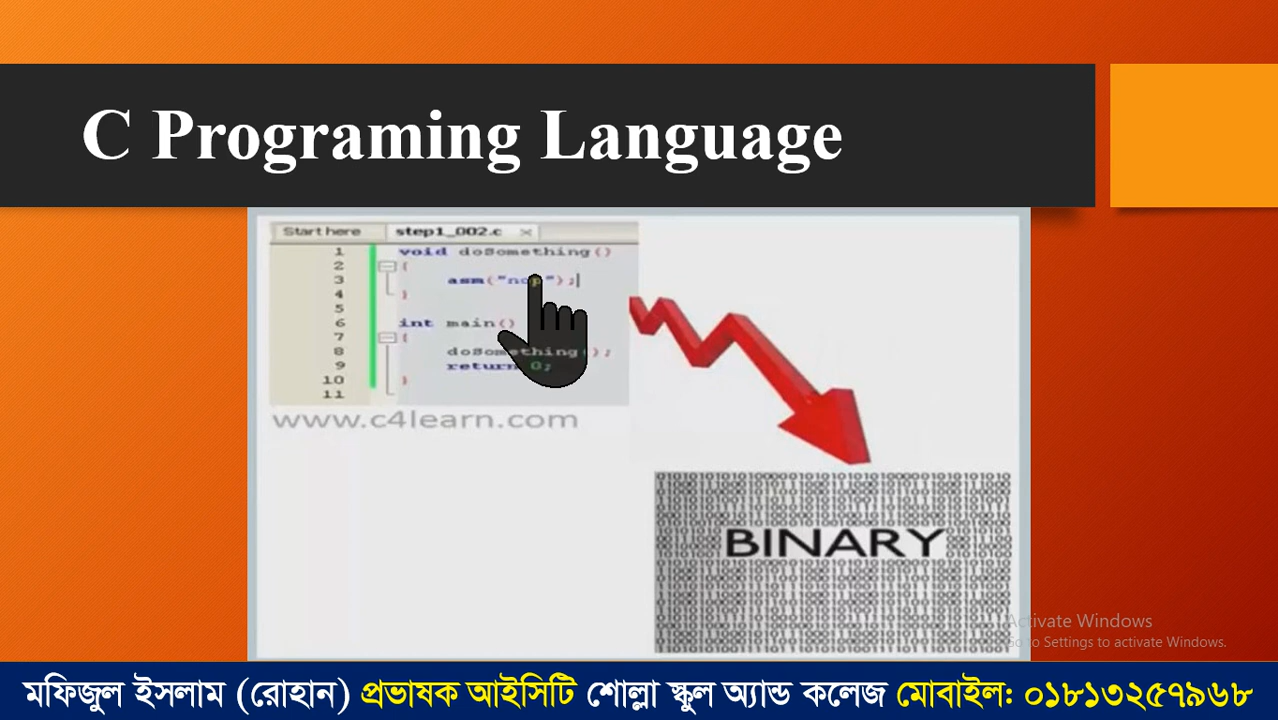 C Programing Language
Start here step1_002.c ×
1 void doSomething()
2 {
3 asm("nop");
4 }
5
6 int main()
7 {
8 doSomething();
9 return 0;
10 }
11
www.c4learn.com
BINARY
Activate Windows
Go to Settings to activate Windows.
মফিজুল ইসলাম (রোহান) প্রভাষক আইসিটি শোল্লা স্কুল অ্যান্ড কলেজ মোবাইল: ০১৮১৩২৫৭৯৬৮